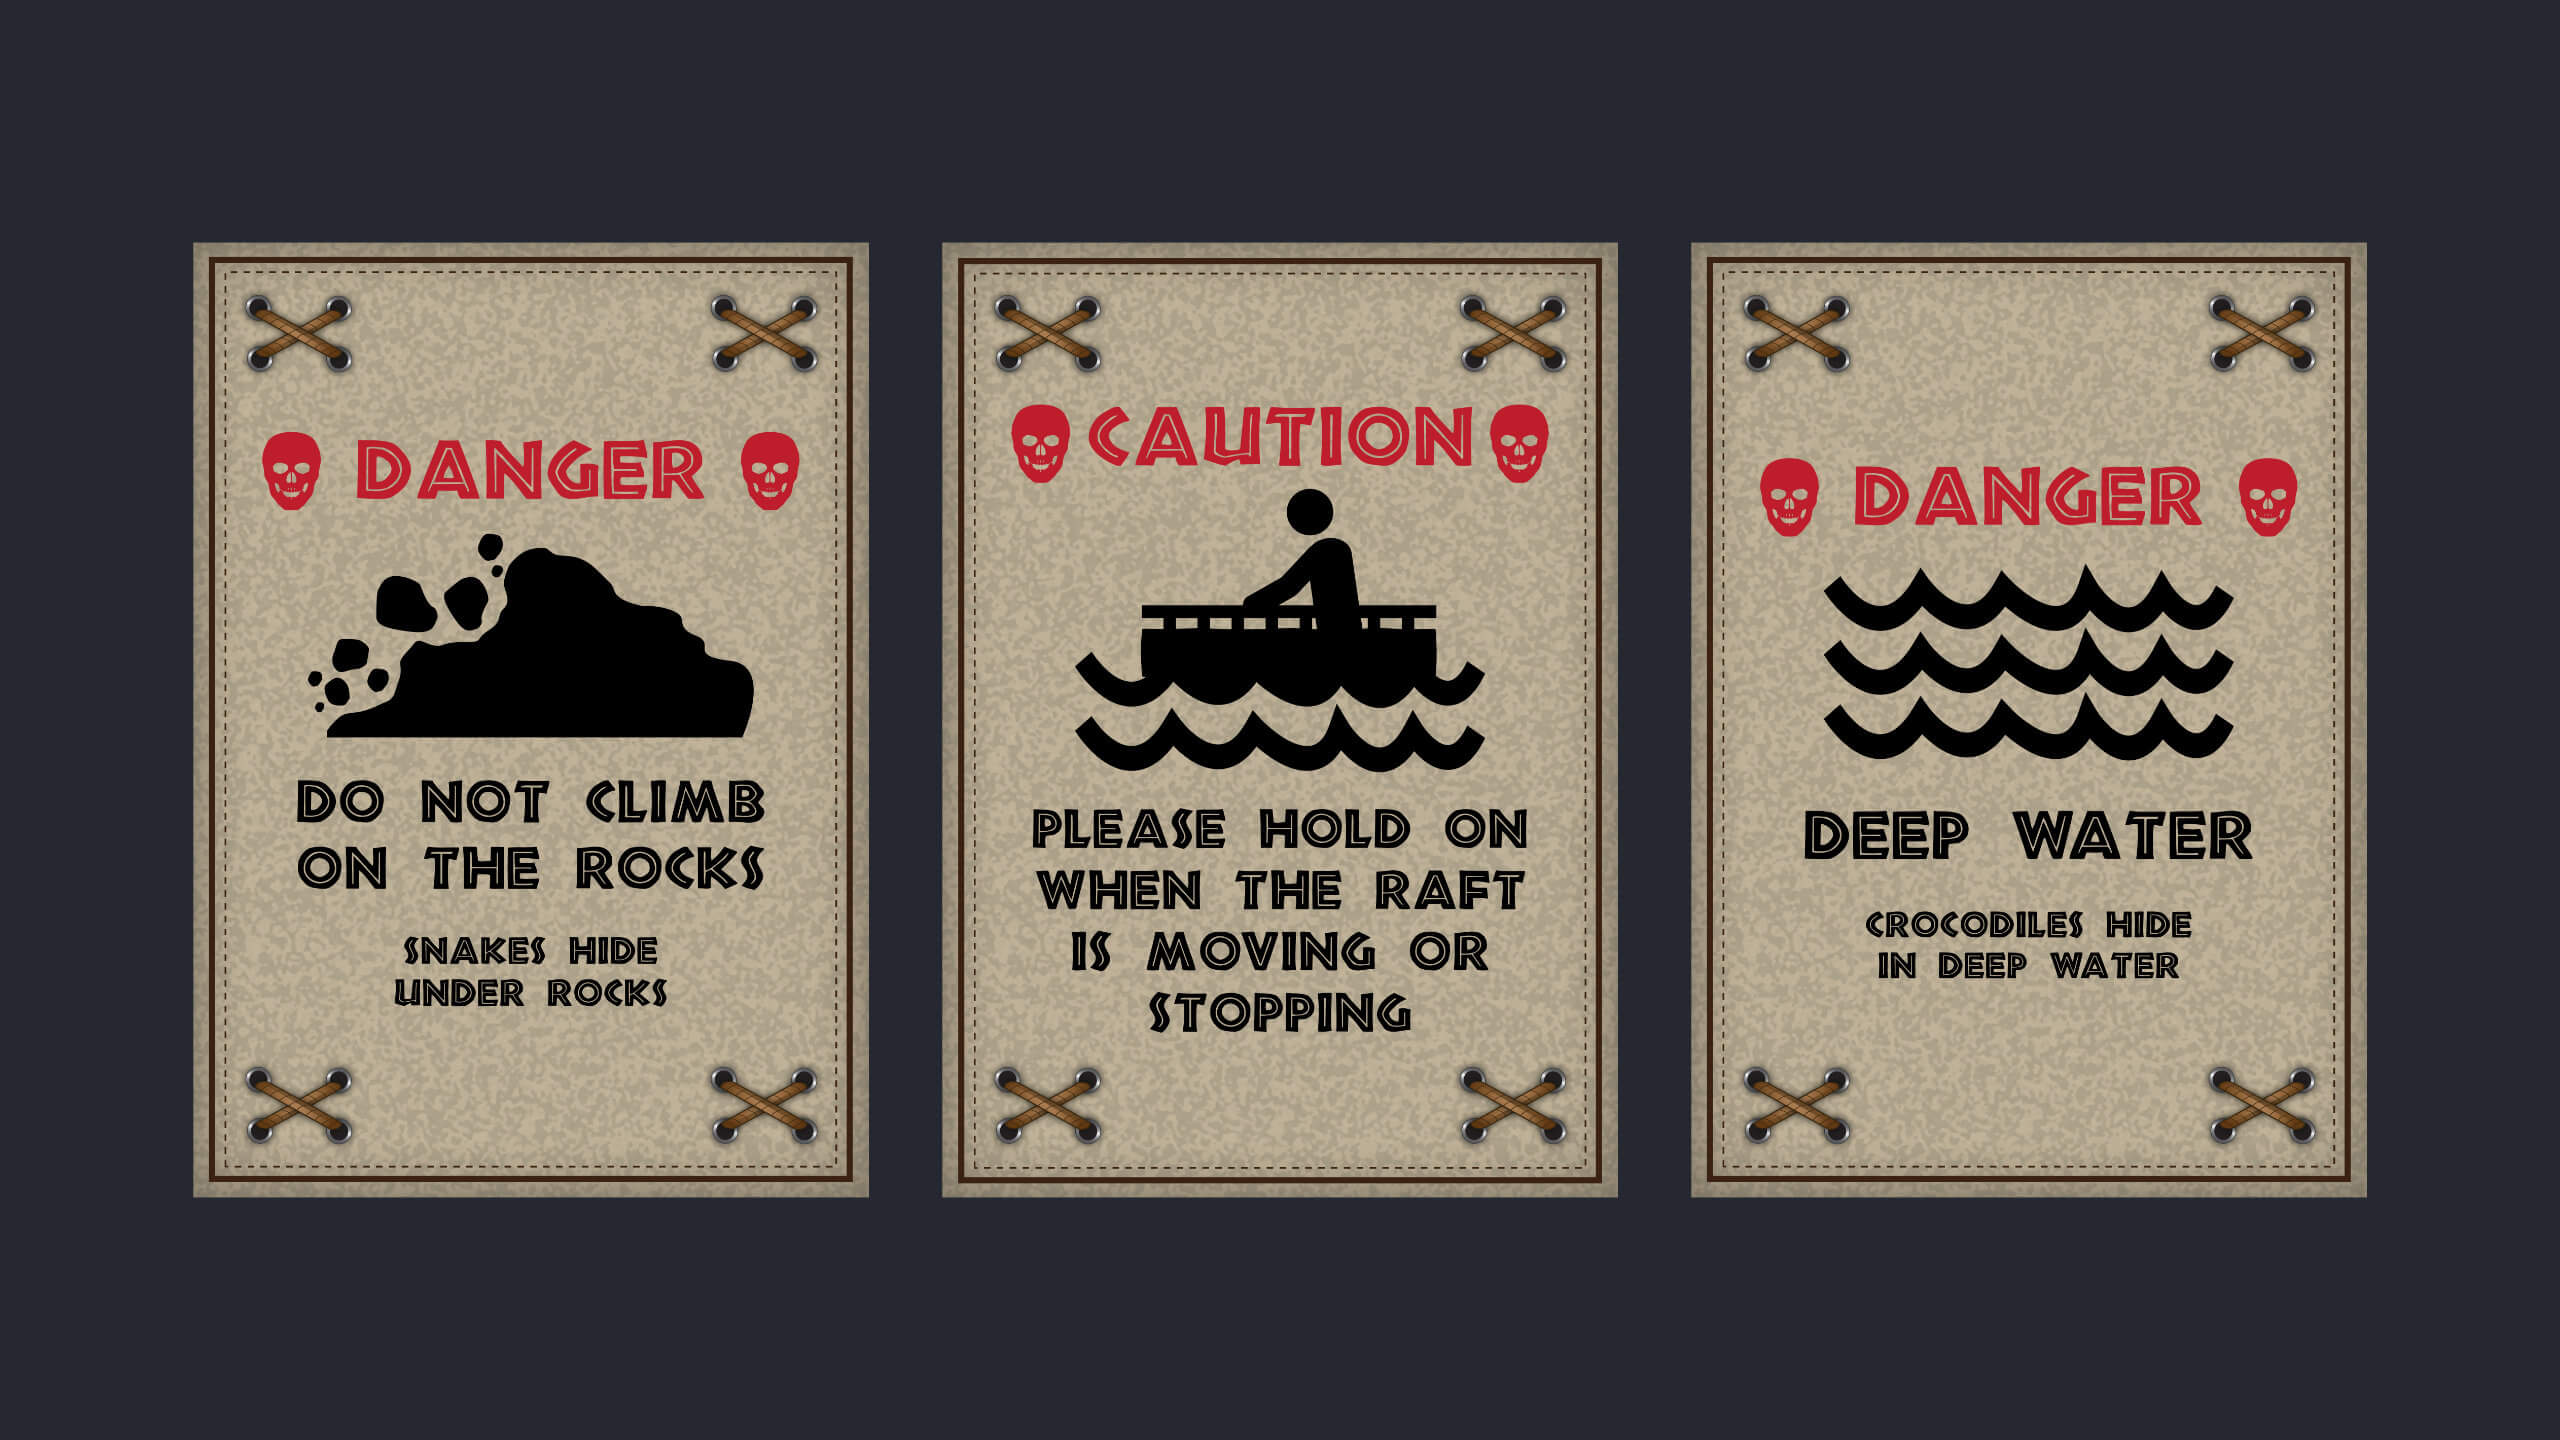 DANGER
DO NOT CLIMB
ON THE ROCKS
SNAKES HIDE
UNDER ROCKS
CAUTION
PLEASE HOLD ON
WHEN THE RAFT
IS MOVING OR
STOPPING
DANGER
DEEP WATER
CROCODILES HIDE
IN DEEP WATER